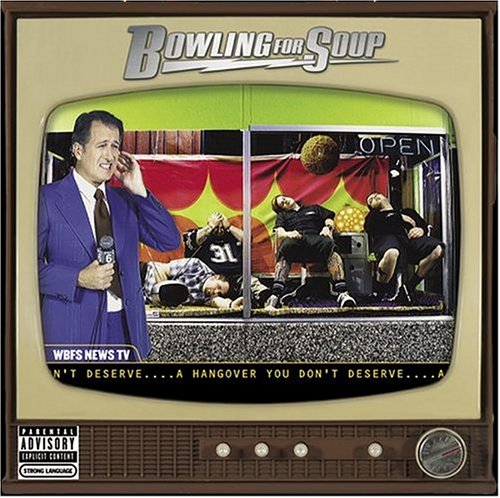 BOWLING FOR SOUP
OPEN
31
6
WBFS NEWS TV
N'T DESERVE....A HANGOVER YOU DON'T DESERVE....A
PARENTAL
ADVISORY
EXPLICIT CONTENT
STRONG LANGUAGE